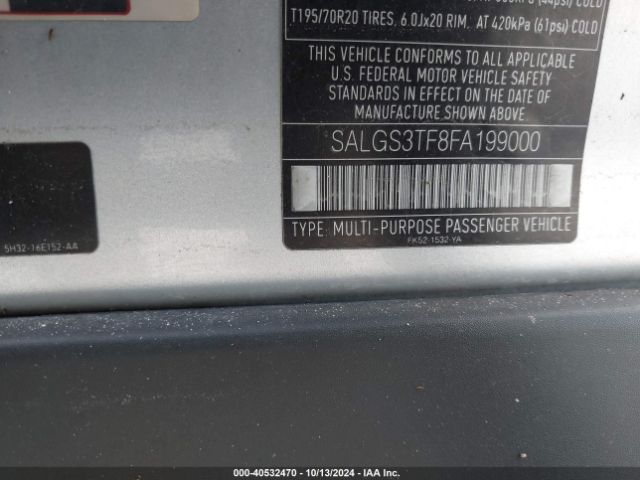 T195/70R20 TIRES, 6.0Jx20 RIM. AT 420kPa (61psi) COLD
THIS VEHICLE CONFORMS TO ALL APPLICABLE
U.S. FEDERAL MOTOR VEHICLE SAFETY
STANDARDS IN EFFECT ON THE DATE OF
MANUFACTURE SHOWN ABOVE
SALGS3TF8FA199000
TYPE: MULTI-PURPOSE PASSENGER VEHICLE
FK52-1532-YA
5H32-16E152-AA
000-40532470 - 10/13/2024 - IAA Inc.